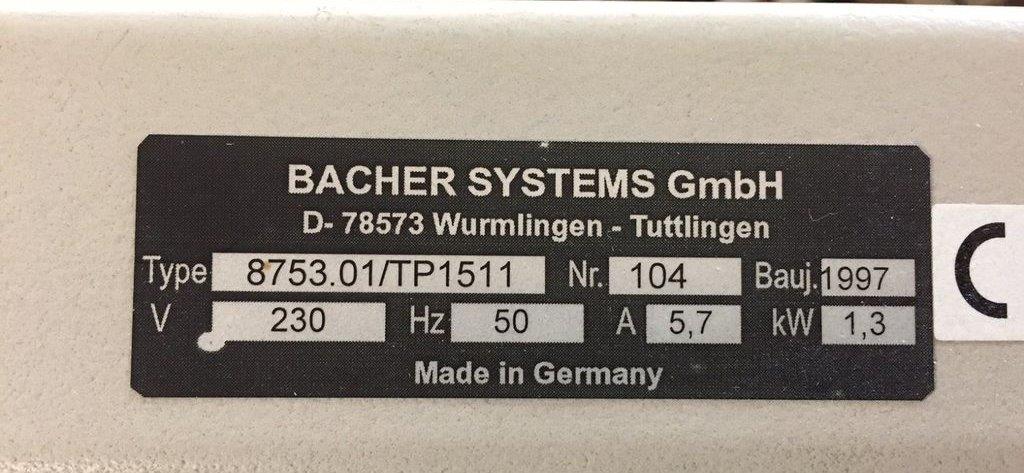 BACHER SYSTEMS GmbH
D- 78573 Wurmlingen - Tuttlingen
Type 8753.01/TP1511 Nr. 104 Bauj. 1997
V 230 Hz 50 A 5,7 kW 1,3
Made in Germany
C